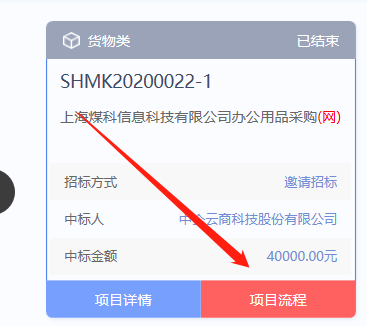 货物类 已结束
SHMK20200022-1
上海煤科信息科技有限公司办公用品采购(网)
招标方式 邀请招标
中标人 中企云商科技股份有限公司
中标金额 40000.00元
项目详情 项目流程